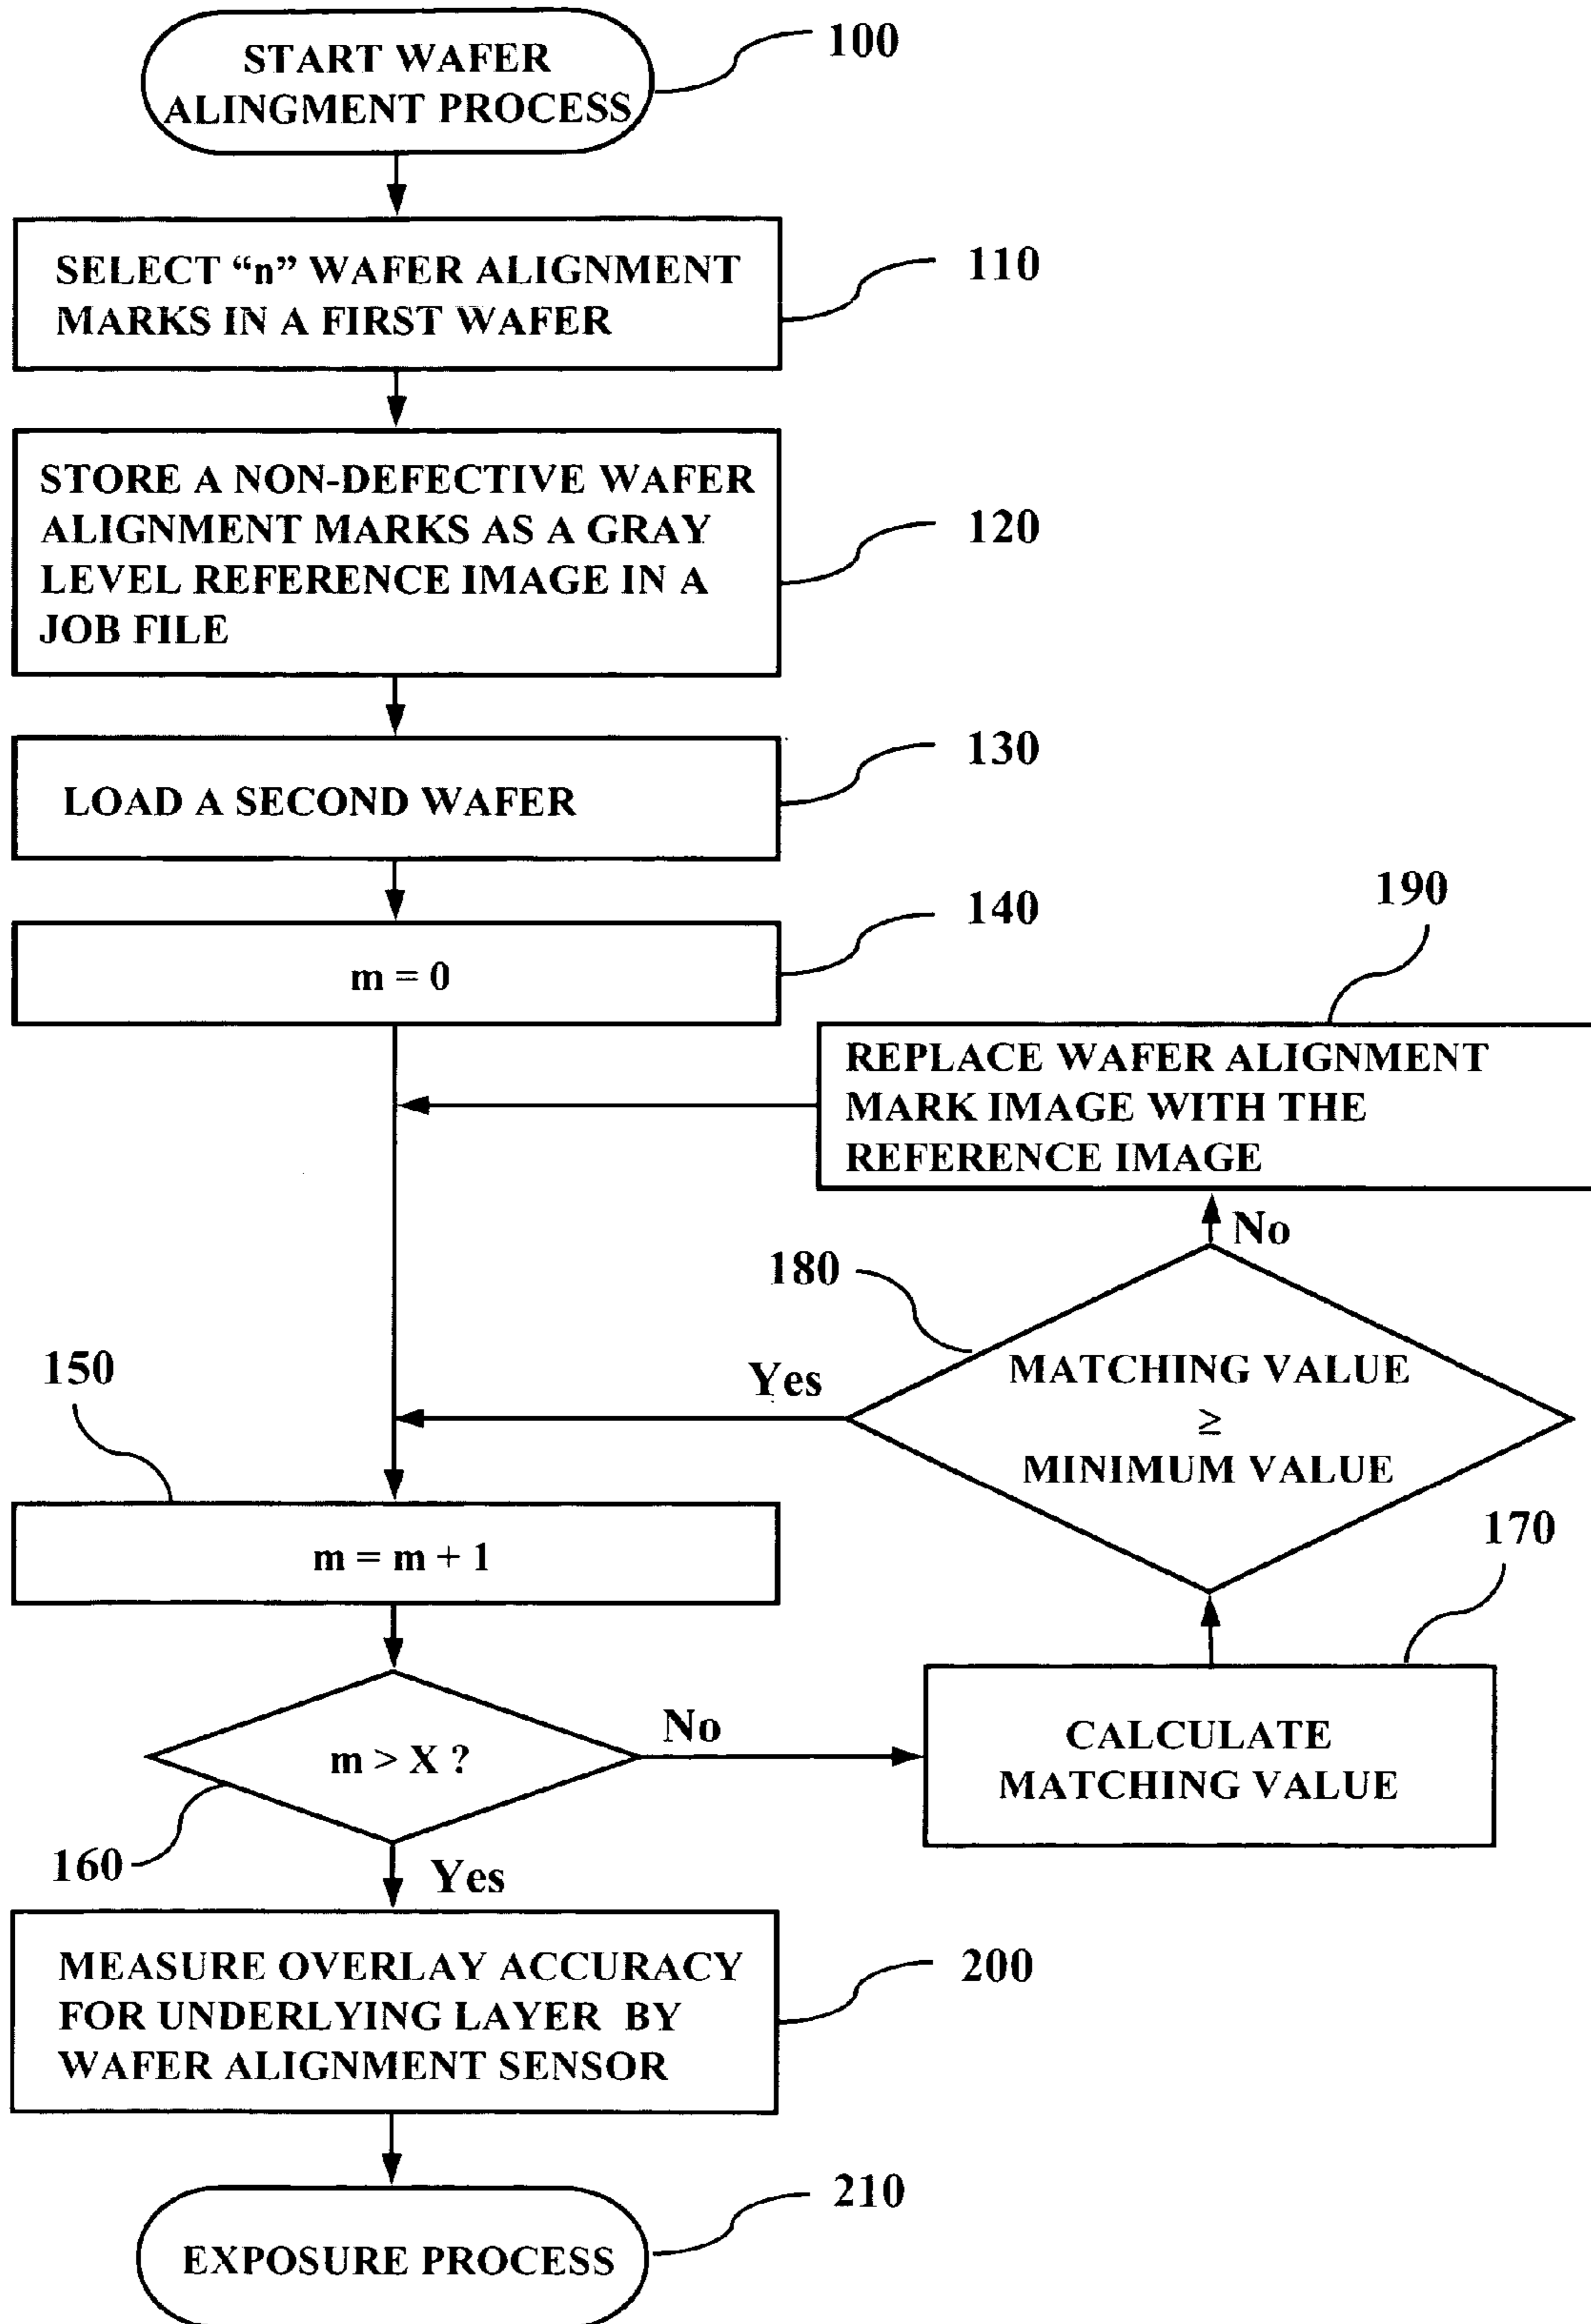 START WAFER
ALINGMENT PROCESS
100
SELECT “n” WAFER ALIGNMENT
MARKS IN A FIRST WAFER
110
STORE A NON-DEFECTIVE WAFER
ALIGNMENT MARKS AS A GRAY
LEVEL REFERENCE IMAGE IN A
JOB FILE
120
LOAD A SECOND WAFER
130
m = 0
140
190
REPLACE WAFER ALIGNMENT
MARK IMAGE WITH THE
REFERENCE IMAGE
No
180
MATCHING VALUE
≥
MINIMUM VALUE
Yes
150
m = m + 1
170
CALCULATE
MATCHING VALUE
No
m > X ?
160
Yes
MEASURE OVERLAY ACCURACY
FOR UNDERLYING LAYER BY
WAFER ALIGNMENT SENSOR
200
EXPOSURE PROCESS
210